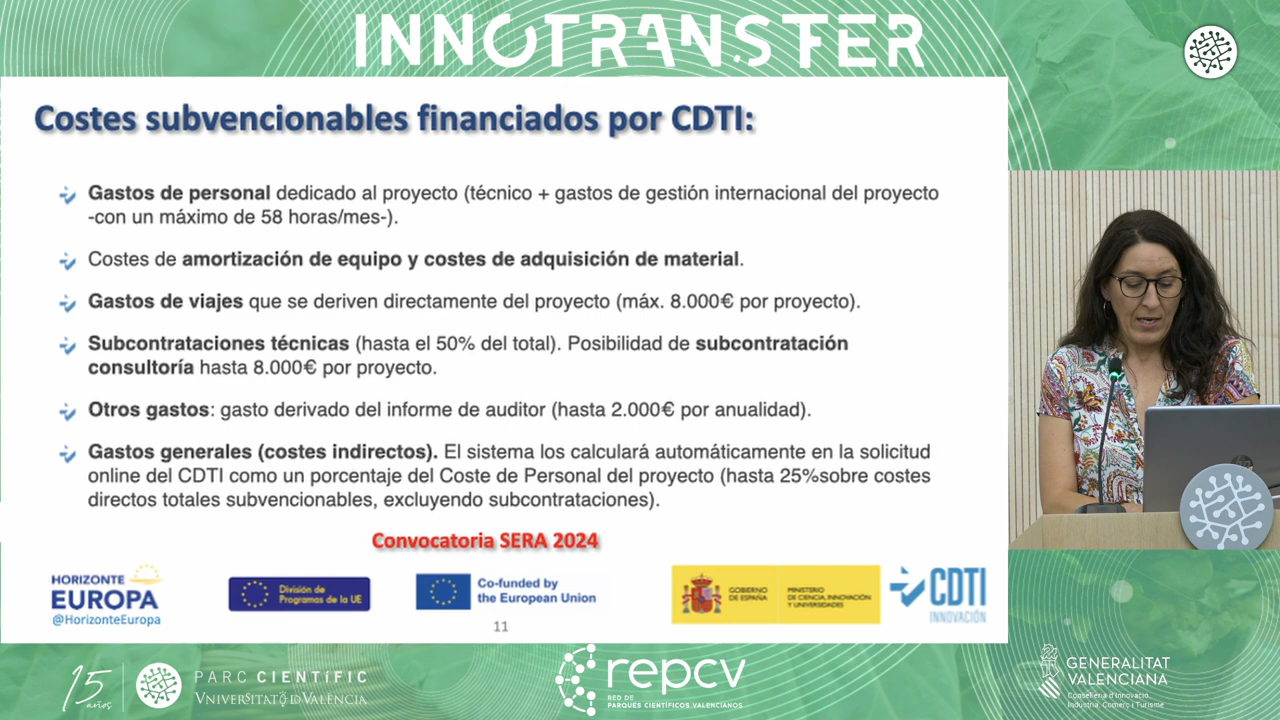 INNOTRANSFER
Costes subvencionables financiados por CDTI:
Gastos de personal dedicado al proyecto (técnico + gastos de gestión internacional del proyecto
-con un máximo de 58 horas/mes-).
Costes de amortización de equipo y costes de adquisición de material.
Gastos de viajes que se deriven directamente del proyecto (máx. 8.000€ por proyecto).
Subcontrataciones técnicas (hasta el 50% del total). Posibilidad de subcontratación
consultoría hasta 8.000€ por proyecto.
Otros gastos: gasto derivado del informe de auditor (hasta 2.000€ por anualidad).
Gastos generales (costes indirectos). El sistema los calculará automáticamente en la solicitud
online del CDTI como un porcentaje del Coste de Personal del proyecto (hasta 25%sobre costes
directos totales subvencionables, excluyendo subcontrataciones).
Convocatoria SERA 2024
HORIZONTE
EUROPA
@HorizonteEuropa
División de
Programas de la UE
Co-funded by
the European Union
GOBIERNO
DE ESPAÑA
MINISTERIO
DE CIENCIA, INNOVACIÓN
Y UNIVERSIDADES
CDTI
INNOVACIÓN
11
15
años
PARC CIENTÍFIC
VNIVERSITAT ID VALÈNCIA
repcv
RED DE
PARQUES CIENTÍFICOS VALENCIANOS
GENERALITAT
VALENCIANA
Conselleria d'Innovació,
Indústria, Comerç i Turisme